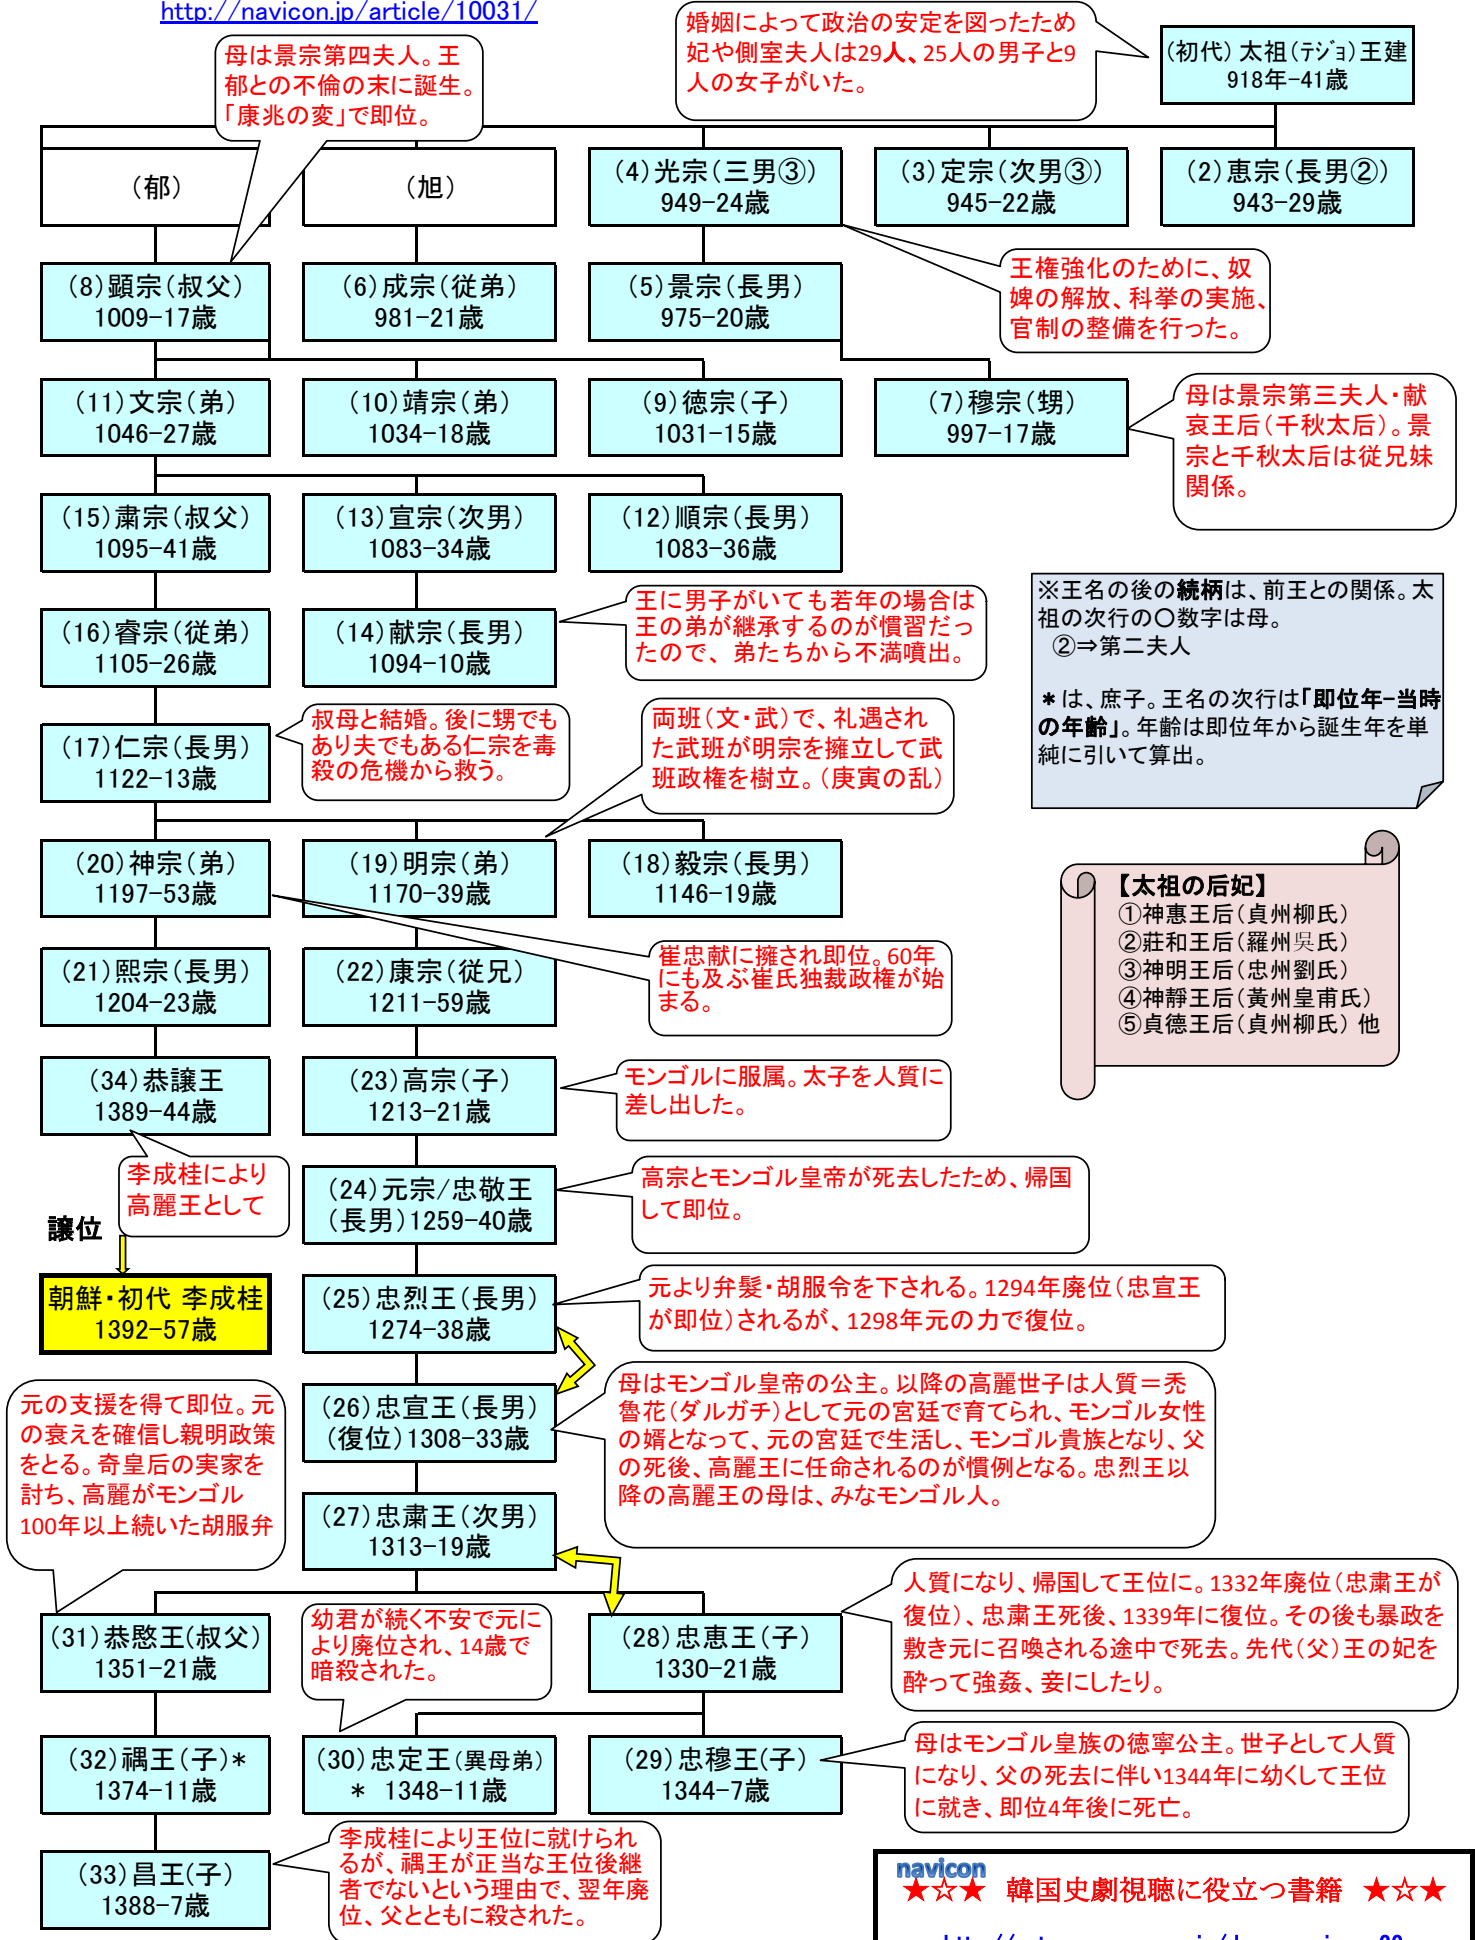 http://navicon.jp/article/10031/
婚姻によって政治の安定を図ったため
妃や側室夫人は29人、25人の男子と9
人の女子がいた。
(初代) 太祖(テジョ)王建
918年-41歳
母は景宗第四夫人。王
郁との不倫の末に誕生。
「康兆の変」で即位。
(郁)
(旭)
(4)光宗(三男③)
949-24歳
(3)定宗(次男③)
945-22歳
(2)恵宗(長男②)
943-29歳
王権強化のために、奴
婢の解放、科挙の実施、
官制の整備を行った。
(8)顕宗(叔父)
1009-17歳
(6)成宗(従弟)
981-21歳
(5)景宗(長男)
975-20歳
(11)文宗(弟)
1046-27歳
(10)靖宗(弟)
1034-18歳
(9)徳宗(子)
1031-15歳
(7)穆宗(甥)
997-17歳
母は景宗第三夫人・献
哀王后(千秋太后)。景
宗と千秋太后は従兄妹
関係。
(15)粛宗(叔父)
1095-41歳
(13)宣宗(次男)
1083-34歳
(12)順宗(長男)
1083-36歳
※王名の後の続柄は、前王との関係。太
祖の次行の〇数字は母。
②⇒第二夫人
＊は、庶子。王名の次行は「即位年-当時
の年齢」。年齢は即位年から誕生年を単
純に引いて算出。
(16)睿宗(従弟)
1105-26歳
(14)献宗(長男)
1094-10歳
王に男子がいても若年の場合は
王の弟が継承するのが慣習だっ
たので、弟たちから不満噴出。
(17)仁宗(長男)
1122-13歳
叔母と結婚。後に甥でも
あり夫でもある仁宗を毒
殺の危機から救う。
両班(文・武)で、礼遇され
た武班が明宗を擁立して武
班政権を樹立。(庚寅の乱)
(20)神宗(弟)
1197-53歳
(19)明宗(弟)
1170-39歳
(18)毅宗(長男)
1146-19歳
【太祖の后妃】
①神惠王后(貞州柳氏)
②莊和王后(羅州呉氏)
③神明王后(忠州劉氏)
④神靜王后(黃州皇甫氏)
⑤貞德王后(貞州柳氏) 他
(21)熙宗(長男)
1204-23歳
(22)康宗(従兄)
1211-59歳
崔忠献に擁され即位。60年
にも及ぶ崔氏独裁政権が始
まる。
(34)恭譲王
1389-44歳
(23)高宗(子)
1213-21歳
モンゴルに服属。太子を人質に
差し出した。
李成桂により
高麗王として
譲位
(24)元宗/忠敬王
(長男)1259-40歳
高宗とモンゴル皇帝が死去したため、帰国
して即位。
朝鮮・初代 李成桂
1392-57歳
(25)忠烈王(長男)
1274-38歳
元より弁髪・胡服令を下される。1294年廃位(忠宣王
が即位)されるが、1298年元の力で復位。
(26)忠宣王(長男)
(復位)1308-33歳
母はモンゴル皇帝の公主。以降の高麗世子は人質＝禿
魯花(ダルガチ)として元の宮廷で育てられ、モンゴル女性
の婿となって、元の宮廷で生活し、モンゴル貴族となり、父
の死後、高麗王に任命されるのが慣例となる。忠烈王以
降の高麗王の母は、みなモンゴル人。
元の支援を得て即位。元
の衰えを確信し親明政策
をとる。奇皇后の実家を
討ち、高麗がモンゴル
100年以上続いた胡服弁
(27)忠粛王(次男)
1313-19歳
(31)恭愍王(叔父)
1351-21歳
幼君が続く不安で元に
より廃位され、14歳で
暗殺された。
(28)忠恵王(子)
1330-21歳
人質になり、帰国して王位に。1332年廃位(忠粛王が
復位)、忠粛王死後、1339年に復位。その後も暴政を
敷き元に召喚される途中で死去。先代(父)王の妃を
酔って強姦、妾にしたり。
(32)禑王(子)＊
1374-11歳
(30)忠定王(異母弟)
＊ 1348-11歳
(29)忠穆王(子)
1344-7歳
母はモンゴル皇族の徳寧公主。世子として人質
になり、父の死去に伴い1344年に幼くして王位
に就き、即位4年後に死亡。
(33)昌王(子)
1388-7歳
李成桂により王位に就けられ
るが、禑王が正当な王位後継
者でないという理由で、翌年廃
位、父とともに殺された。
navicon
★☆★ 韓国史劇視聴に役立つ書籍 ★☆★